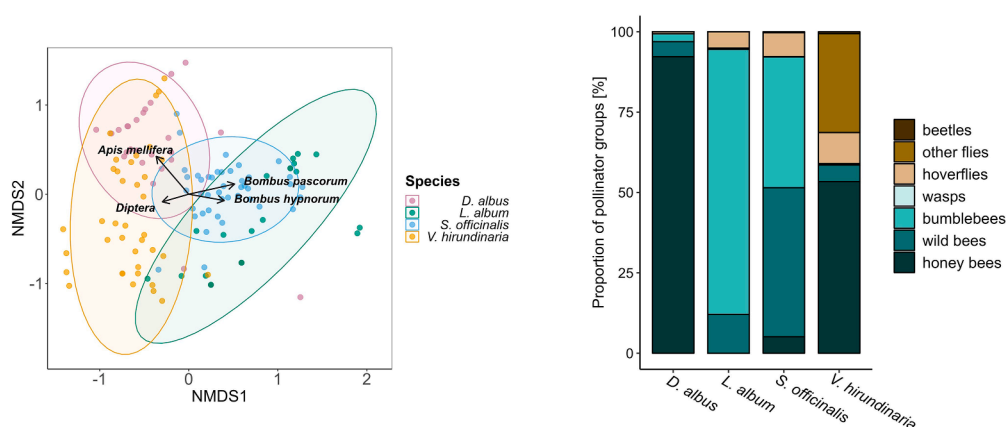 NMDS2
1
0
-1
-1
0
1
2
NMDS1
Apis mellifera
Bombus pascorum
Bombus hypnorum
Diptera
Species
D. albus
L. album
S. officinalis
V. hirundinaria
Proportion of pollinator groups [%]
100
75
50
25
0
D. albus
L. album
S. officinalis
V. hirundinaria
beetles
other flies
hoverflies
wasps
bumblebees
wild bees
honey bees